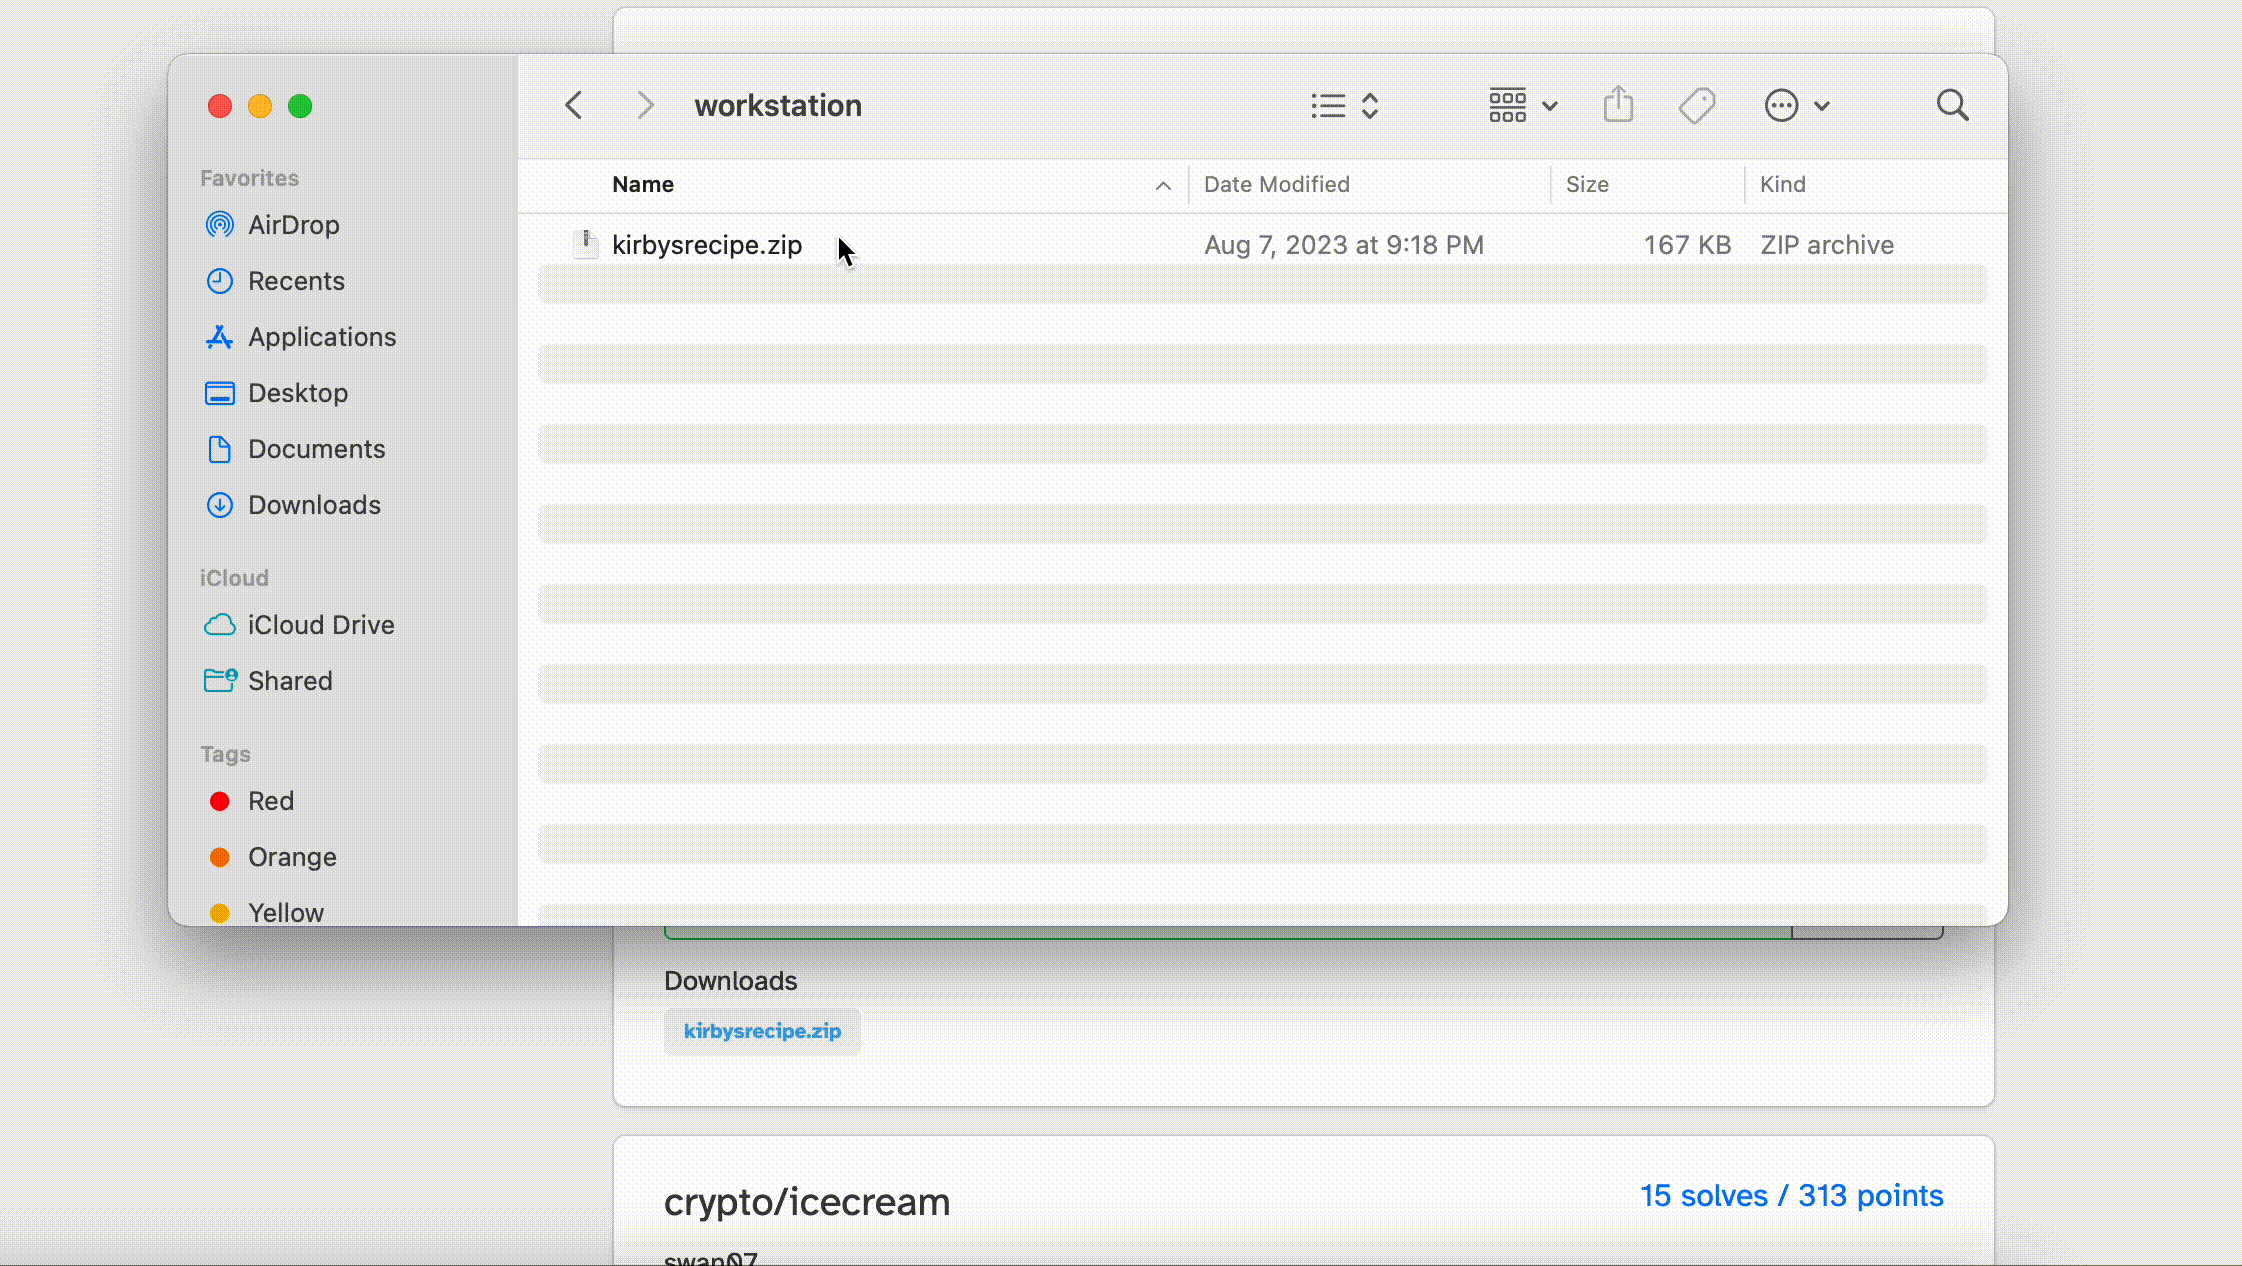 workstation
Favorites
AirDrop
Recents
Applications
Desktop
Documents
Downloads
iCloud
iCloud Drive
Shared
Tags
Red
Orange
Yellow
Name Date Modified Size Kind
kirbysrecipe.zip Aug 7, 2023 at 9:18 PM 167 KB ZIP archive
Downloads
kirbysrecipe.zip
crypto/icecream 15 solves / 313 points
swan07